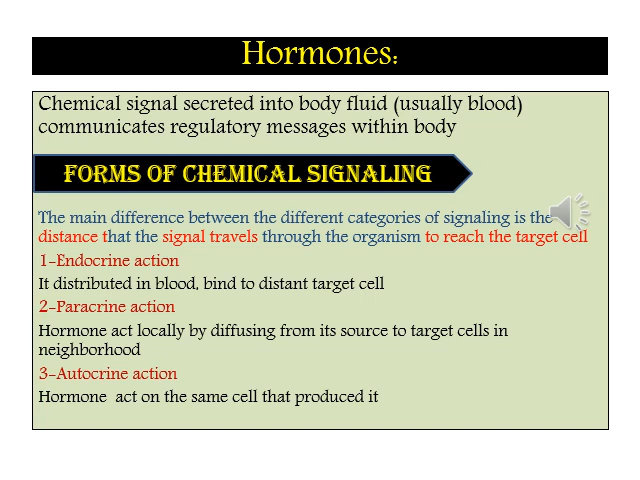 Hormones:
Chemical signal secreted into body fluid (usually blood)
communicates regulatory messages within body
FORMS OF CHEMICAL SIGNALING
The main difference between the different categories of signaling is the
distance that the signal travels through the organism to reach the target cell
1-Endocrine action
It distributed in blood, bind to distant target cell
2-Paracrine action
Hormone act locally by diffusing from its source to target cells in
neighborhood
3-Autocrine action
Hormone act on the same cell that produced it